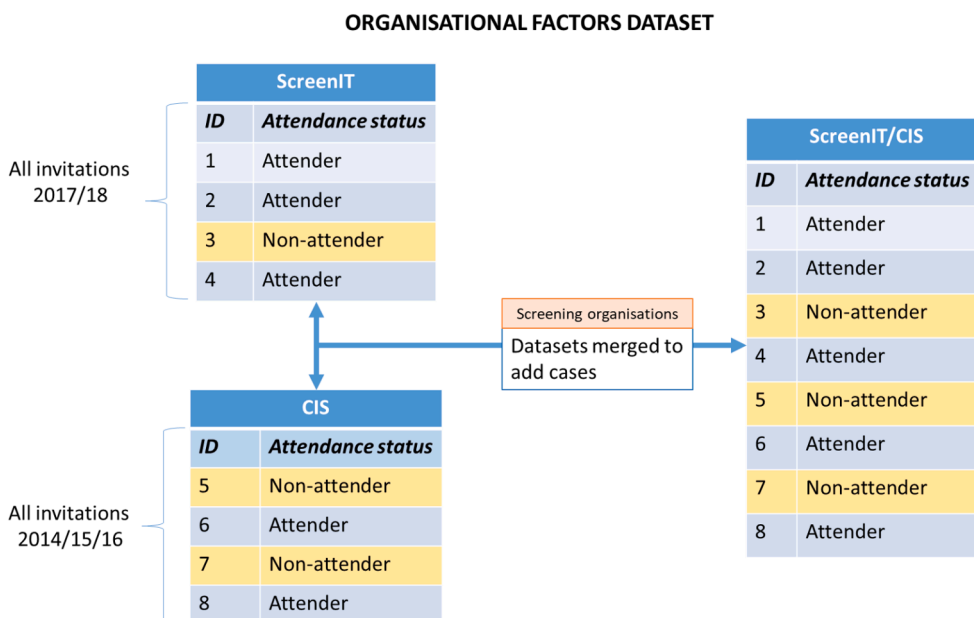 ORGANISATIONAL FACTORS DATASET
ScreenIT
ID Attendance status
1 Attender
2 Attender
3 Non-attender
4 Attender
All invitations
2017/18
CIS
ID Attendance status
5 Non-attender
6 Attender
7 Non-attender
8 Attender
All invitations
2014/15/16
Screening organisations
Datasets merged to
add cases
ScreenIT/CIS
ID Attendance status
1 Attender
2 Attender
3 Non-attender
4 Attender
5 Non-attender
6 Attender
7 Non-attender
8 Attender